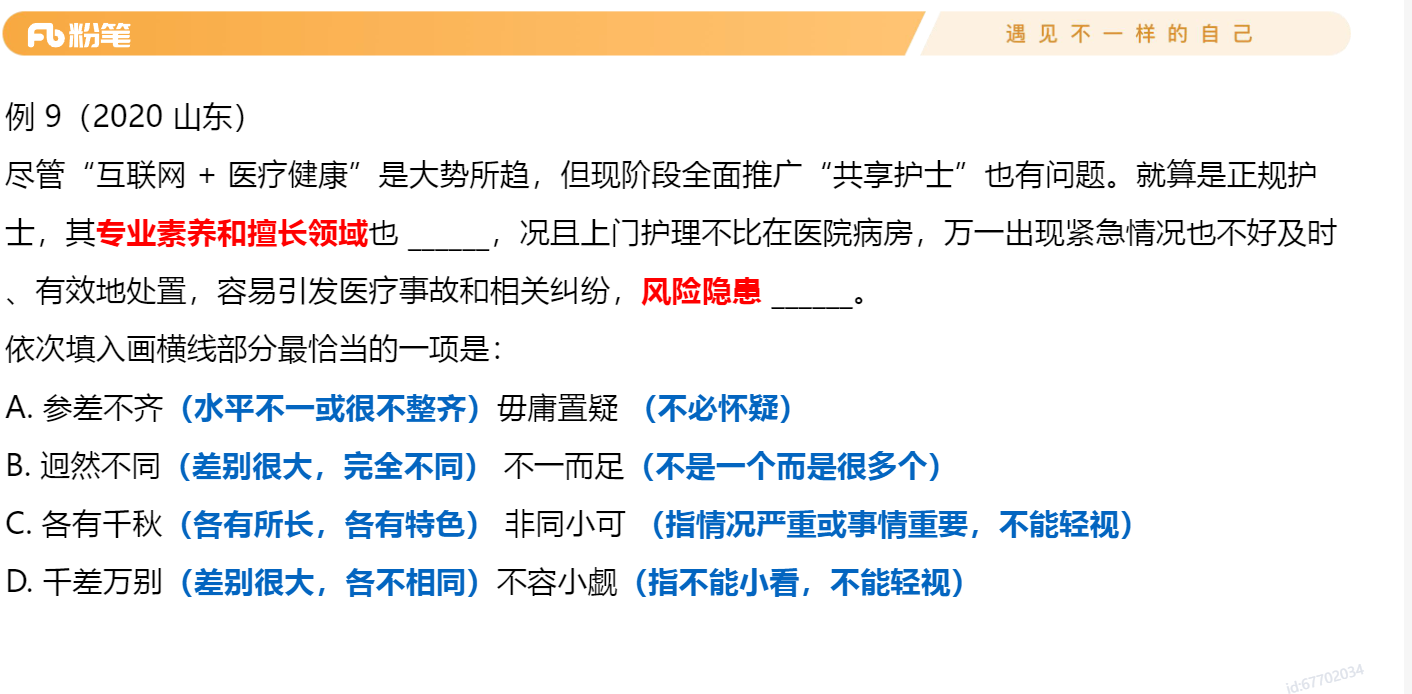 粉笔
遇见不一样的自己
例 9（2020 山东）
尽管“互联网 + 医疗健康”是大势所趋，但现阶段全面推广“共享护士”也有问题。就算是正规护
士，其专业素养和擅长领域也 ______，况且上门护理不比在医院病房，万一出现紧急情况也不好及时
、有效地处置，容易引发医疗事故和相关纠纷，风险隐患 ______。
依次填入画横线部分最恰当的一项是：
A. 参差不齐（水平不一或很不整齐）毋庸置疑 （不必怀疑）
B. 迥然不同（差别很大，完全不同） 不一而足（不是一个而是很多个）
C. 各有千秋（各有所长，各有特色） 非同小可 （指情况严重或事情重要，不能轻视）
D. 千差万别（差别很大，各不相同）不容小觑（指不能小看，不能轻视）
id:67702034